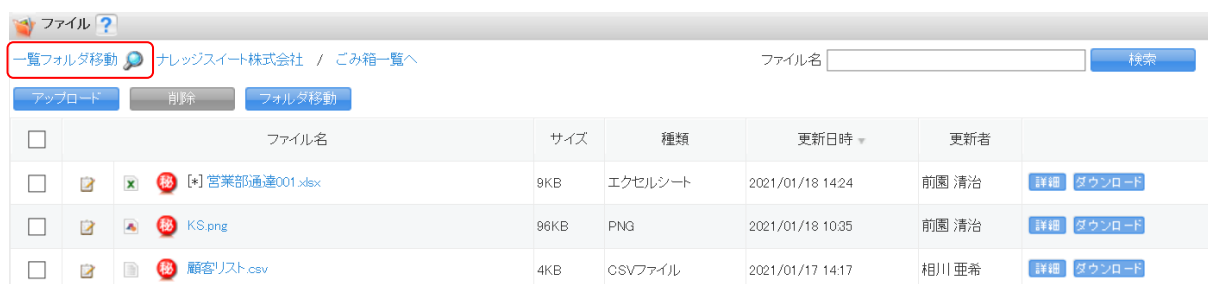 ファイル ?
一覧フォルダ移動 ナレッジスイート株式会社 / ごみ箱一覧へ ファイル名 検索
アップロード 削除 フォルダ移動
ファイル名 サイズ 種類 更新日時 更新者
秘 [*] 営業部通達001.xlsx 9KB エクセルシート 2021/01/18 14:24 前園 清治 詳細 ダウンロード
秘 KS.png 96KB PNG 2021/01/18 10:35 前園 清治 詳細 ダウンロード
秘 顧客リスト.csv 4KB CSVファイル 2021/01/17 14:17 相川 亜希 詳細 ダウンロード